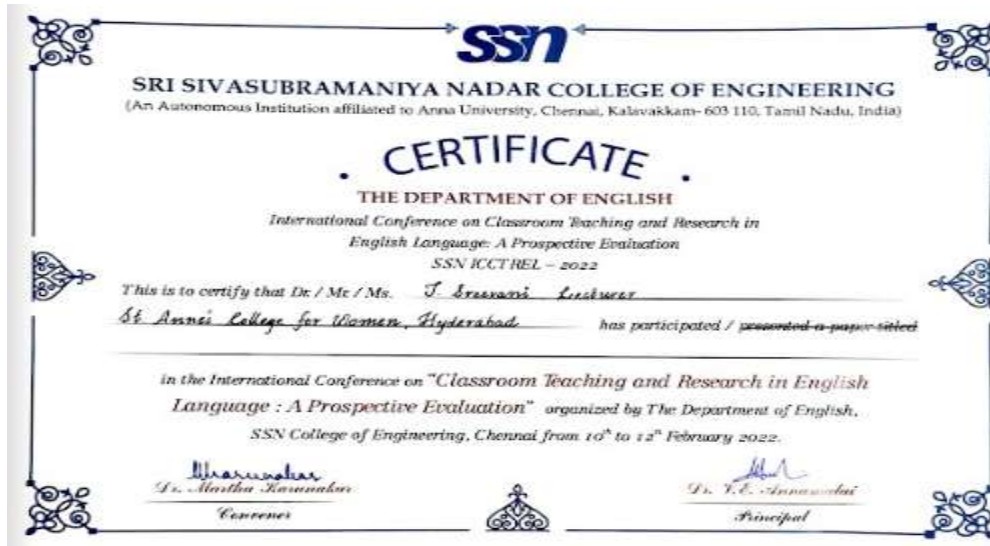 ssn
SRI SIVASUBRAMANIYA NADAR COLLEGE OF ENGINEERING
(An Autonomous Institution affiliated to Anna University, Chennai, Kalavakkam- 603 110, Tamil Nadu, India)
CERTIFICATE
THE DEPARTMENT OF ENGLISH
International Conference on Classroom Teaching and Research in
English Language: A Prospective Evaluation
SSN ICCTREL – 2022
This is to certify that Dr. / Mr. / Ms. J. Sreevani Lecturer
St Anne's College for Women, Hyderabad has participated / presented a paper titled
in the International Conference on "Classroom Teaching and Research in English
Language : A Prospective Evaluation" organized by The Department of English,
SSN College of Engineering, Chennai from 10th to 12th February 2022.
Dr. Martha Karunakar Dr. V.E. Annamalai
Convener Principal